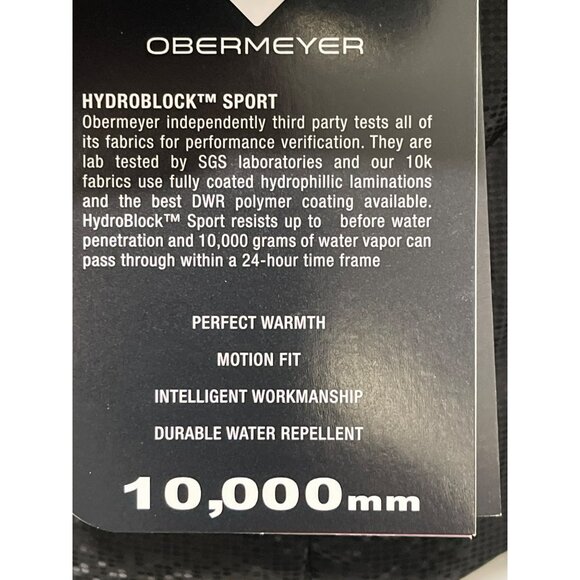 OBERMEYER
HYDROBLOCK™ SPORT
Obermeyer independently third party tests all of
its fabrics for performance verification. They are
lab tested by SGS laboratories and our 10k
fabrics use fully coated hydrophillic laminations
and the best DWR polymer coating available.
HydroBlock™ Sport resists up to before water
penetration and 10,000 grams of water vapor can
pass through within a 24-hour time frame
PERFECT WARMTH
MOTION FIT
INTELLIGENT WORKMANSHIP
DURABLE WATER REPELLENT
10,000mm